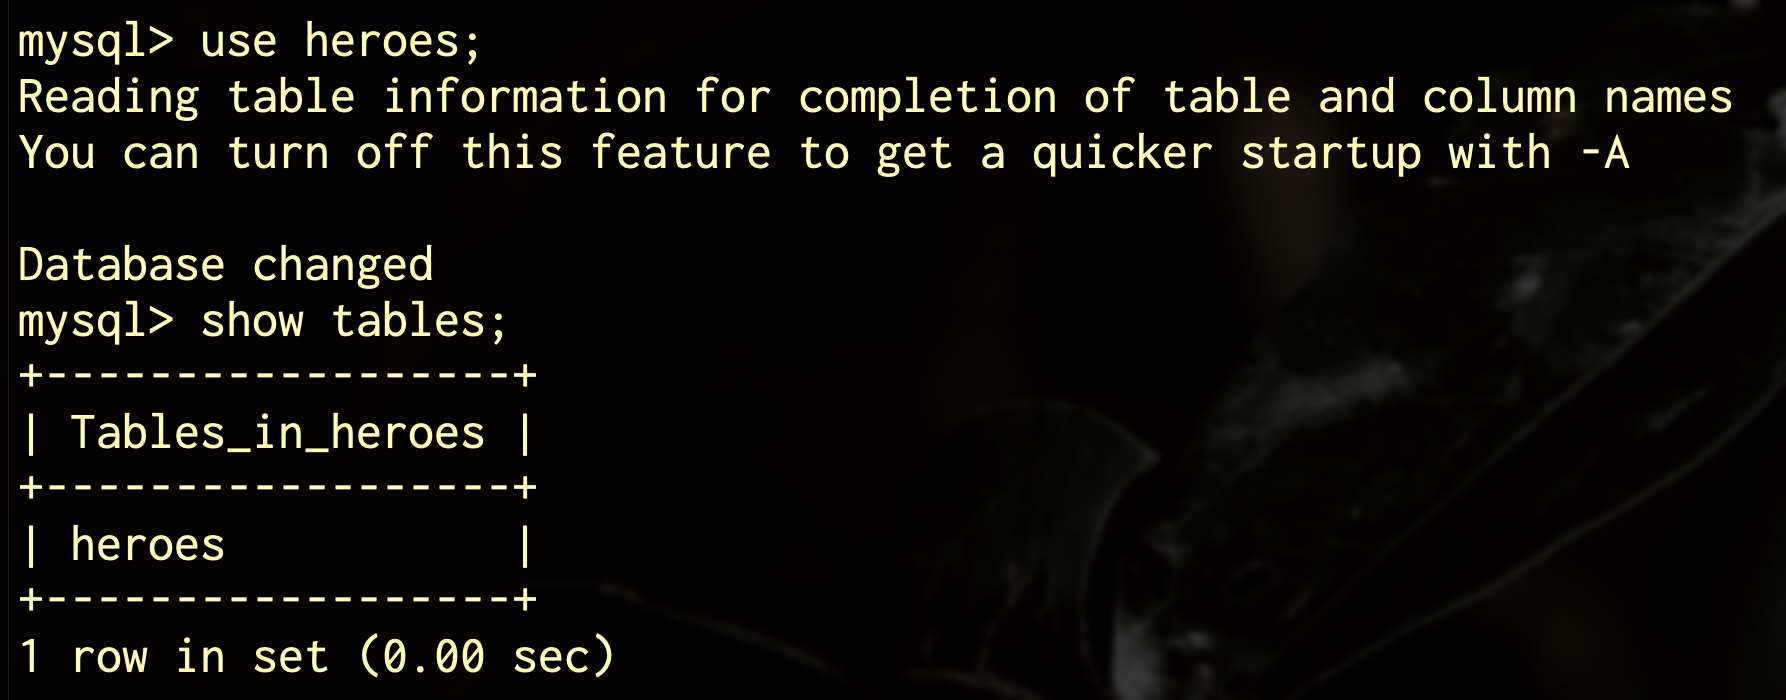 mysql> use heroes;
Reading table information for completion of table and column names
You can turn off this feature to get a quicker startup with -A

Database changed
mysql> show tables;
+------------------+
| Tables_in_heroes |
+------------------+
| heroes           |
+------------------+
1 row in set (0.00 sec)